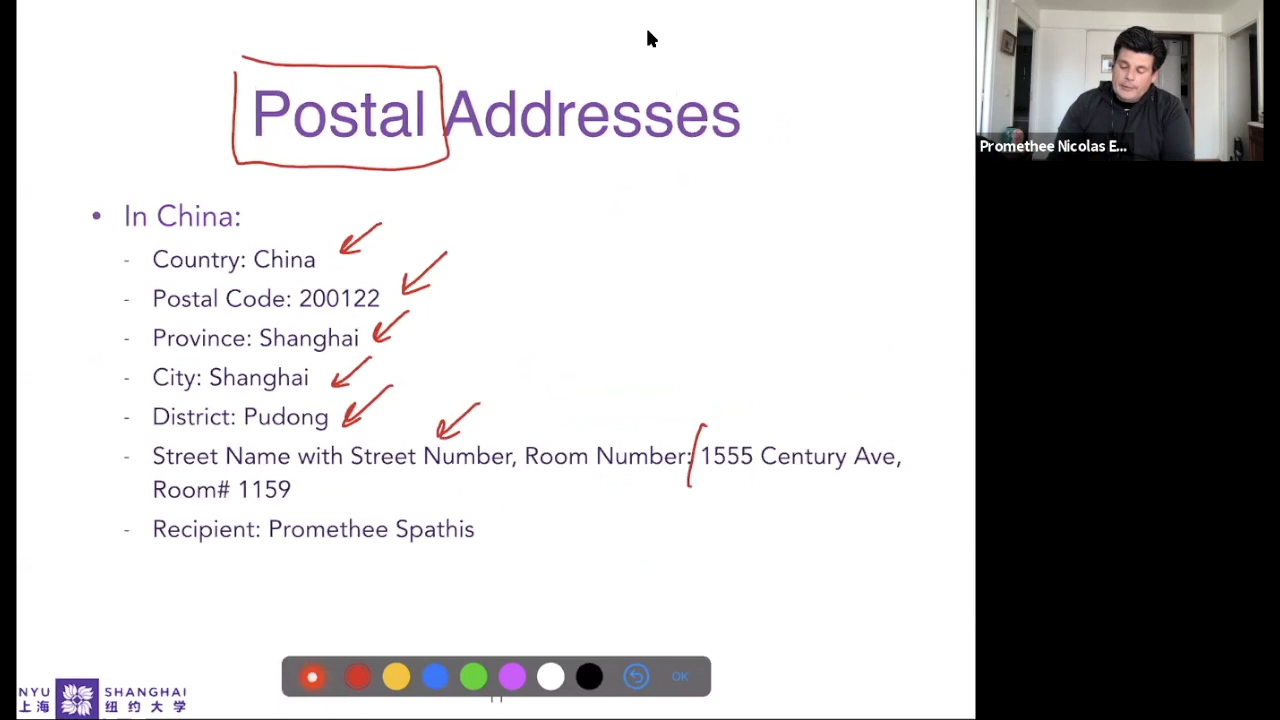 Postal Addresses
Promethee Nicolas E...
• In China:
- Country: China
- Postal Code: 200122
- Province: Shanghai
- City: Shanghai
- District: Pudong
- Street Name with Street Number, Room Number: 1555 Century Ave,
Room# 1159
- Recipient: Promethee Spathis
OK
NYU SHANGHAI
上海 纽约大学